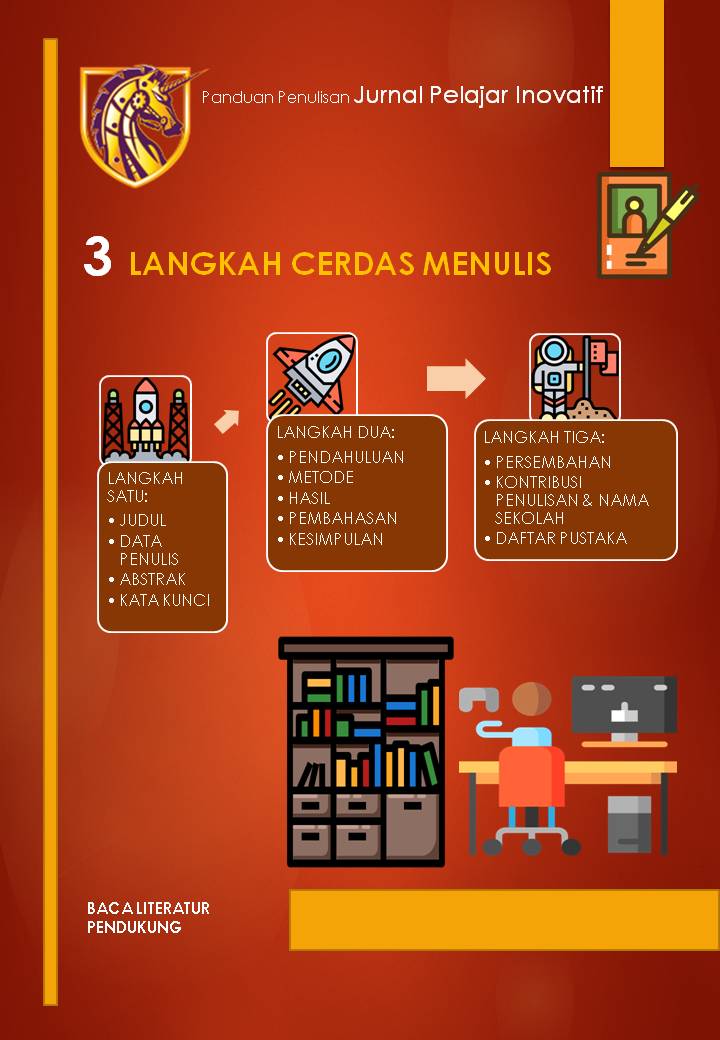 Panduan Penulisan Jurnal Pelajar Inovatif
3 LANGKAH CERDAS MENULIS
LANGKAH
SATU:
• JUDUL
• DATA
PENULIS
• ABSTRAK
• KATA KUNCI
LANGKAH DUA:
• PENDAHULUAN
• METODE
• HASIL
• PEMBAHASAN
• KESIMPULAN
LANGKAH TIGA:
• PERSEMBAHAN
• KONTRIBUSI
PENULISAN & NAMA
SEKOLAH
• DAFTAR PUSTAKA
BACA LITERATUR
PENDUKUNG